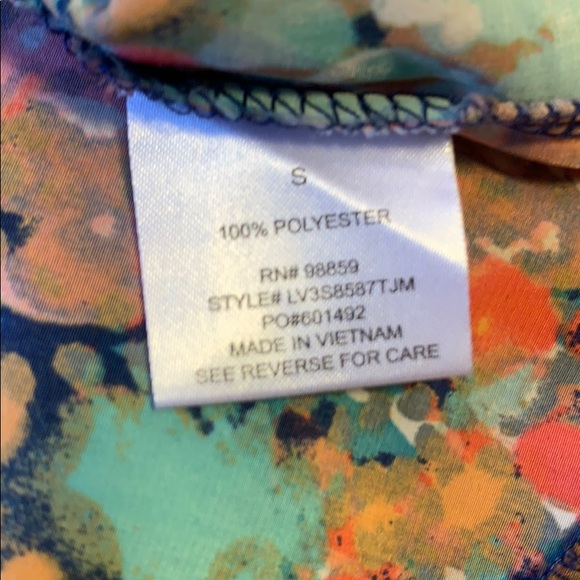 S
100% POLYESTER
RN# 98859
STYLE# LV3S8587TJM
PO#601492
MADE IN VIETNAM
SEE REVERSE FOR CARE